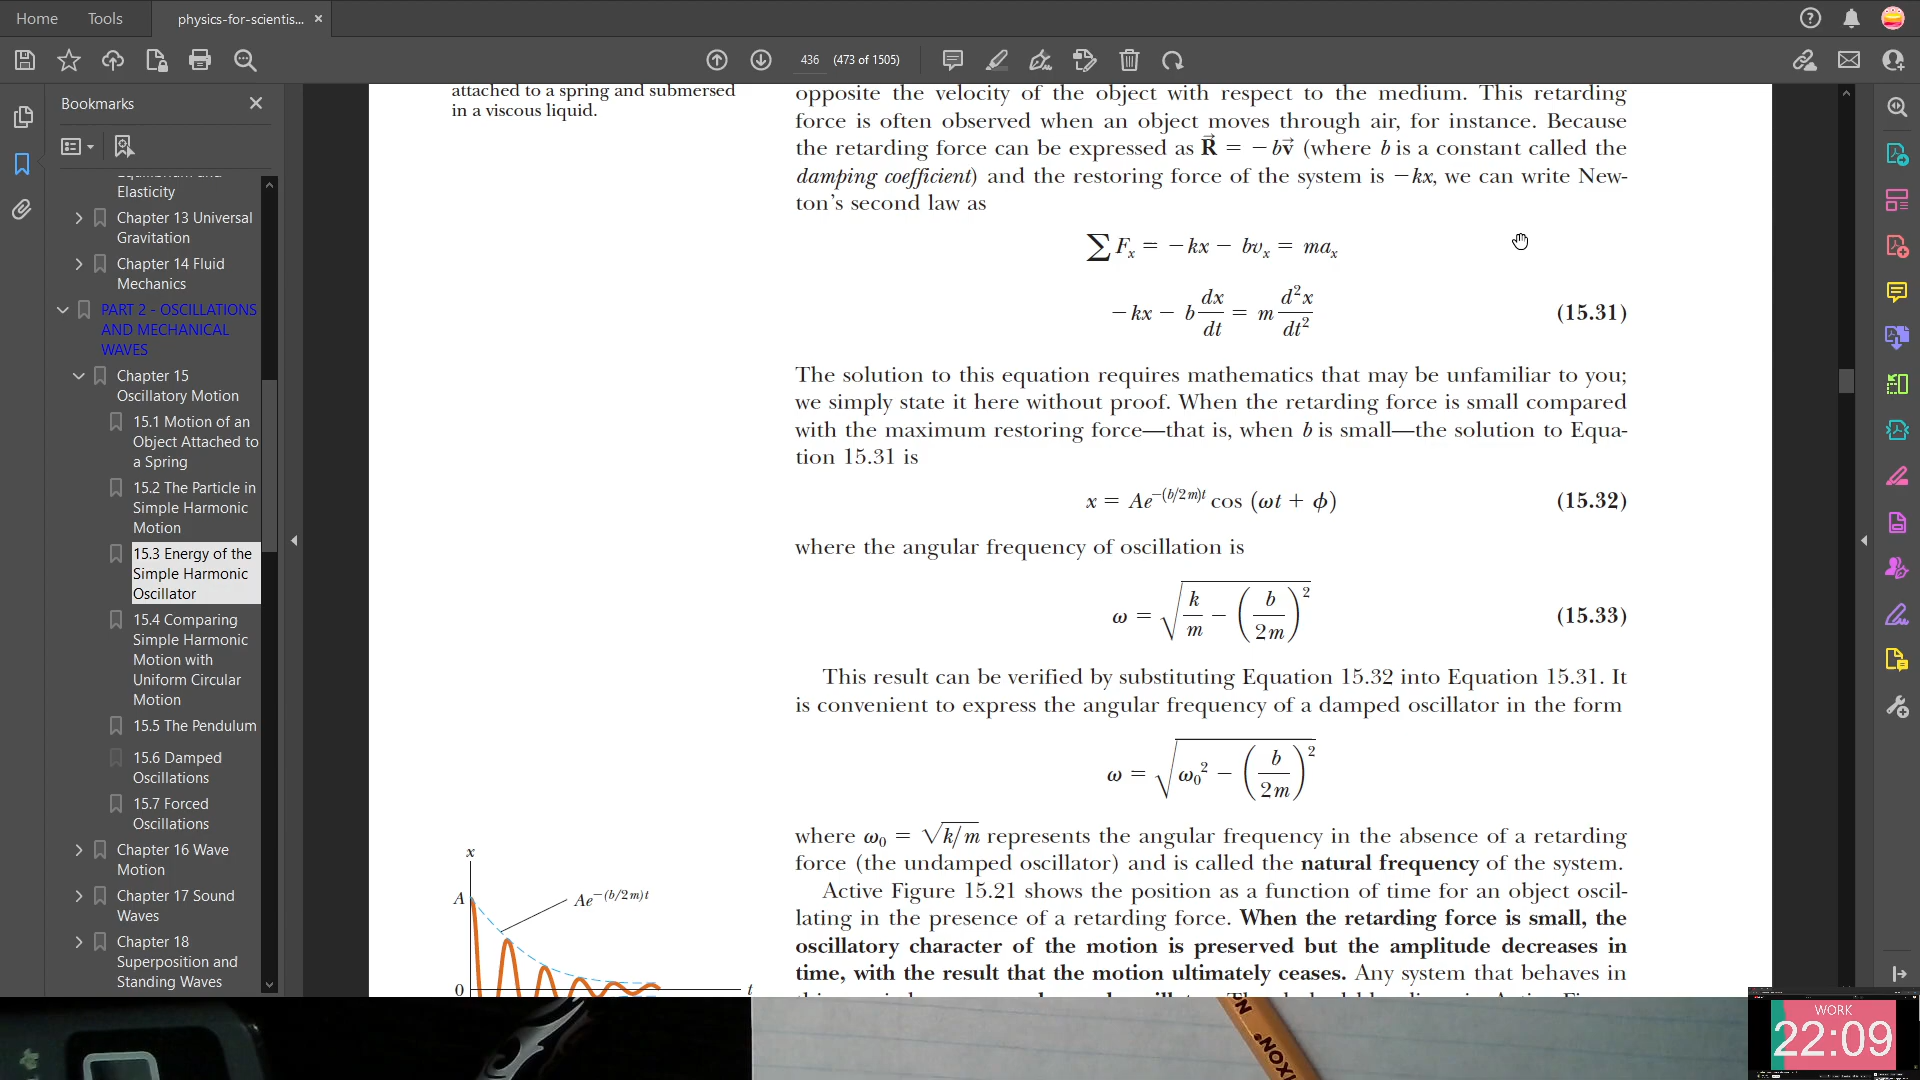 Home
Tools
physics-for-scientis...
436
(473 of 1505)
Bookmarks
Elasticity
Chapter 13 Universal
Gravitation
Chapter 14 Fluid
Mechanics
PART 2 - OSCILLATIONS
AND MECHANICAL
WAVES
Chapter 15
Oscillatory Motion
15.1 Motion of an
Object Attached to
a Spring
15.2 The Particle in
Simple Harmonic
Motion
15.3 Energy of the
Simple Harmonic
Oscillator
15.4 Comparing
Simple Harmonic
Motion with
Uniform Circular
Motion
15.5 The Pendulum
15.6 Damped
Oscillations
15.7 Forced
Oscillations
Chapter 16 Wave
Motion
Chapter 17 Sound
Waves
Chapter 18
Superposition and
Standing Waves
attached to a spring and submersed
in a viscous liquid.
opposite the velocity of the object with respect to the medium. This retarding
force is often observed when an object moves through air, for instance. Because
the retarding force can be expressed as R⃗ = −bv⃗ (where b is a constant called the
damping coefficient) and the restoring force of the system is −kx, we can write New-
ton's second law as
∑ Fₓ = −kx − bvₓ = maₓ
−kx − b dx/dt = m d²x/dt² (15.31)
The solution to this equation requires mathematics that may be unfamiliar to you;
we simply state it here without proof. When the retarding force is small compared
with the maximum restoring force—that is, when b is small—the solution to Equa-
tion 15.31 is
x = Ae^−(b/2m)t cos (ωt + ϕ) (15.32)
where the angular frequency of oscillation is
ω = √(k/m − (b/2m)²) (15.33)
This result can be verified by substituting Equation 15.32 into Equation 15.31. It
is convenient to express the angular frequency of a damped oscillator in the form
ω = √(ω₀² − (b/2m)²)
where ω₀ = √k/m represents the angular frequency in the absence of a retarding
force (the undamped oscillator) and is called the natural frequency of the system.
Active Figure 15.21 shows the position as a function of time for an object oscil-
lating in the presence of a retarding force. When the retarding force is small, the
oscillatory character of the motion is preserved but the amplitude decreases in
time, with the result that the motion ultimately ceases. Any system that behaves in
x
A
Ae^−(b/2m)t
0
t
WORK
22:09